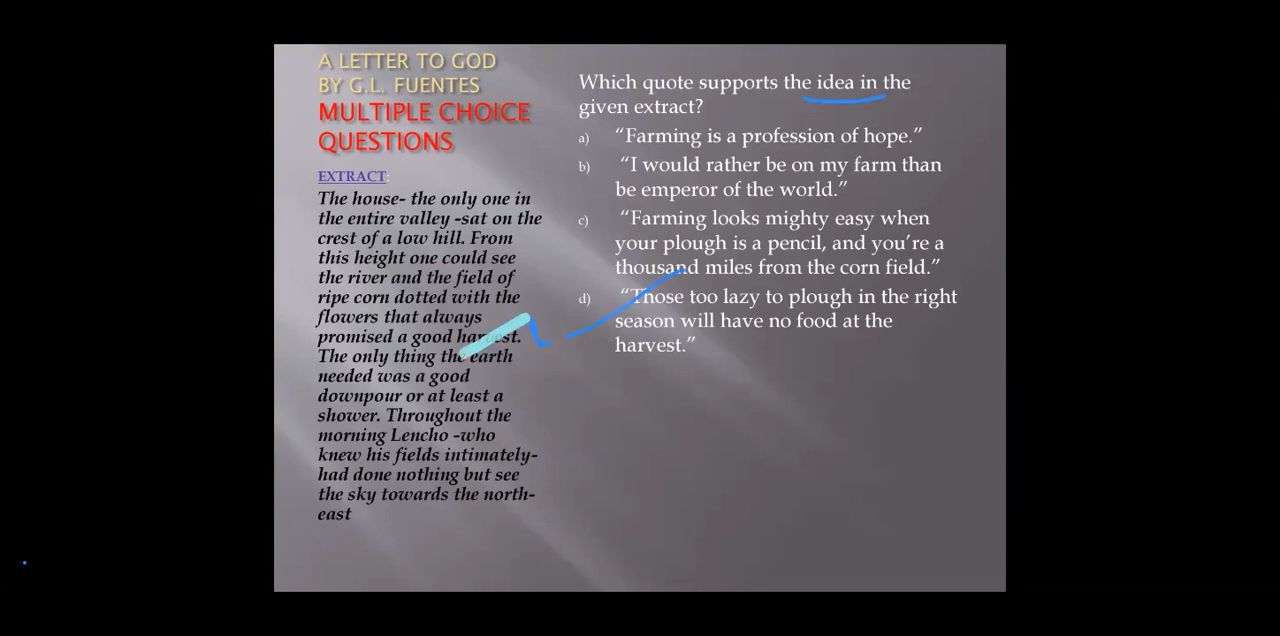 A LETTER TO GOD
BY G.L. FUENTES
MULTIPLE CHOICE
QUESTIONS
EXTRACT:
The house- the only one in
the entire valley -sat on the
crest of a low hill. From
this height one could see
the river and the field of
ripe corn dotted with the
flowers that always
promised a good harvest.
The only thing the earth
needed was a good
downpour or at least a
shower. Throughout the
morning Lencho -who
knew his fields intimately-
had done nothing but see
the sky towards the north-
east
Which quote supports the idea in the
given extract?
a) “Farming is a profession of hope.”
b) “I would rather be on my farm than
be emperor of the world.”
c) “Farming looks mighty easy when
your plough is a pencil, and you’re a
thousand miles from the corn field.”
d) “Those too lazy to plough in the right
season will have no food at the
harvest.”